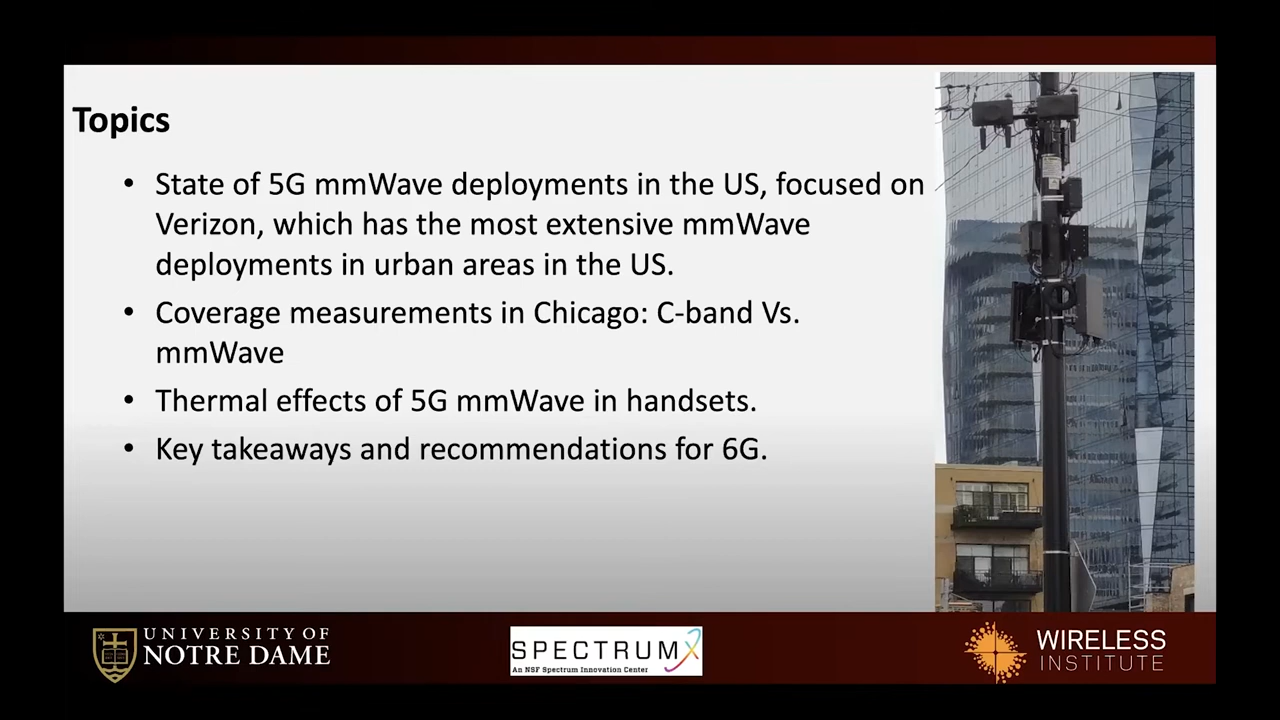 Topics
• State of 5G mmWave deployments in the US, focused on
Verizon, which has the most extensive mmWave
deployments in urban areas in the US.
• Coverage measurements in Chicago: C-band Vs.
mmWave
• Thermal effects of 5G mmWave in handsets.
• Key takeaways and recommendations for 6G.
UNIVERSITY OF
NOTRE DAME
SPECTRUMX
An NSF Spectrum Innovation Center
WIRELESS
INSTITUTE